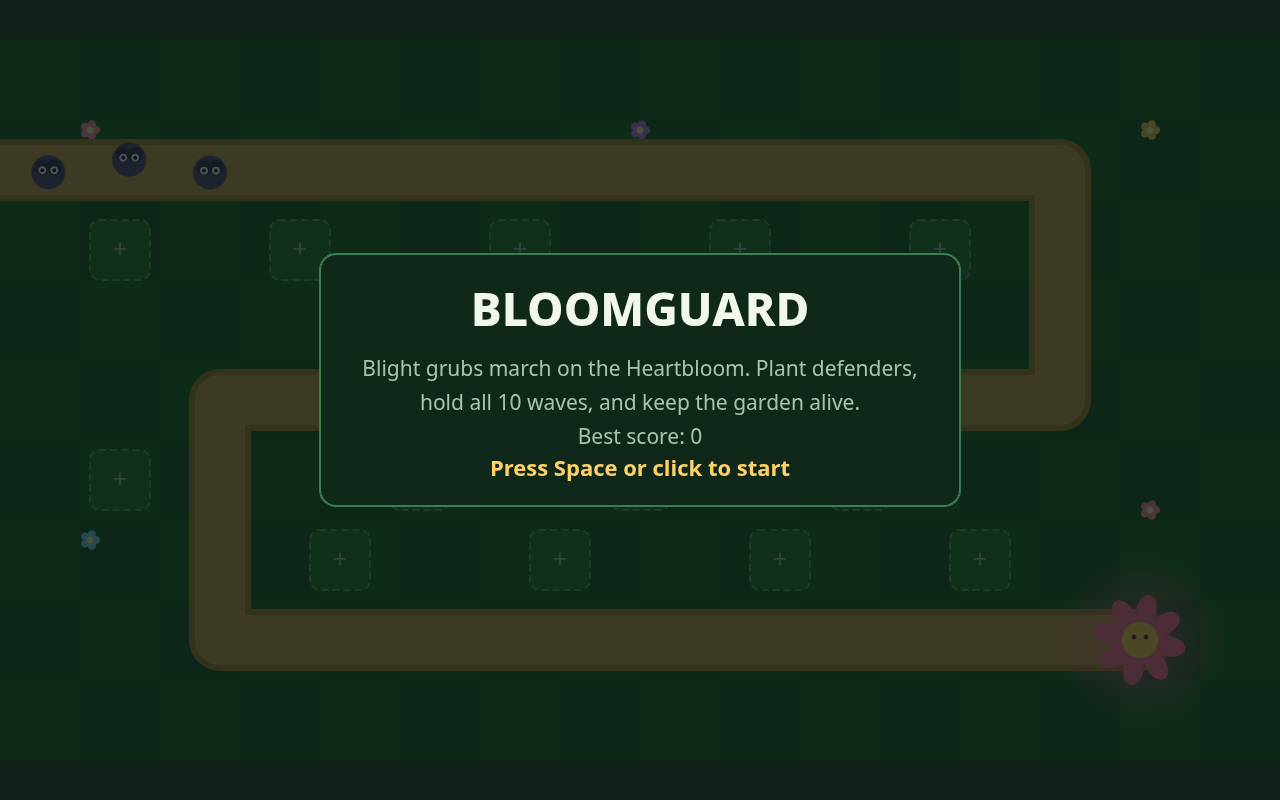 BLOOMGUARD
Blight grubs march on the Heartbloom. Plant defenders,
hold all 10 waves, and keep the garden alive.
Best score: 0
Press Space or click to start